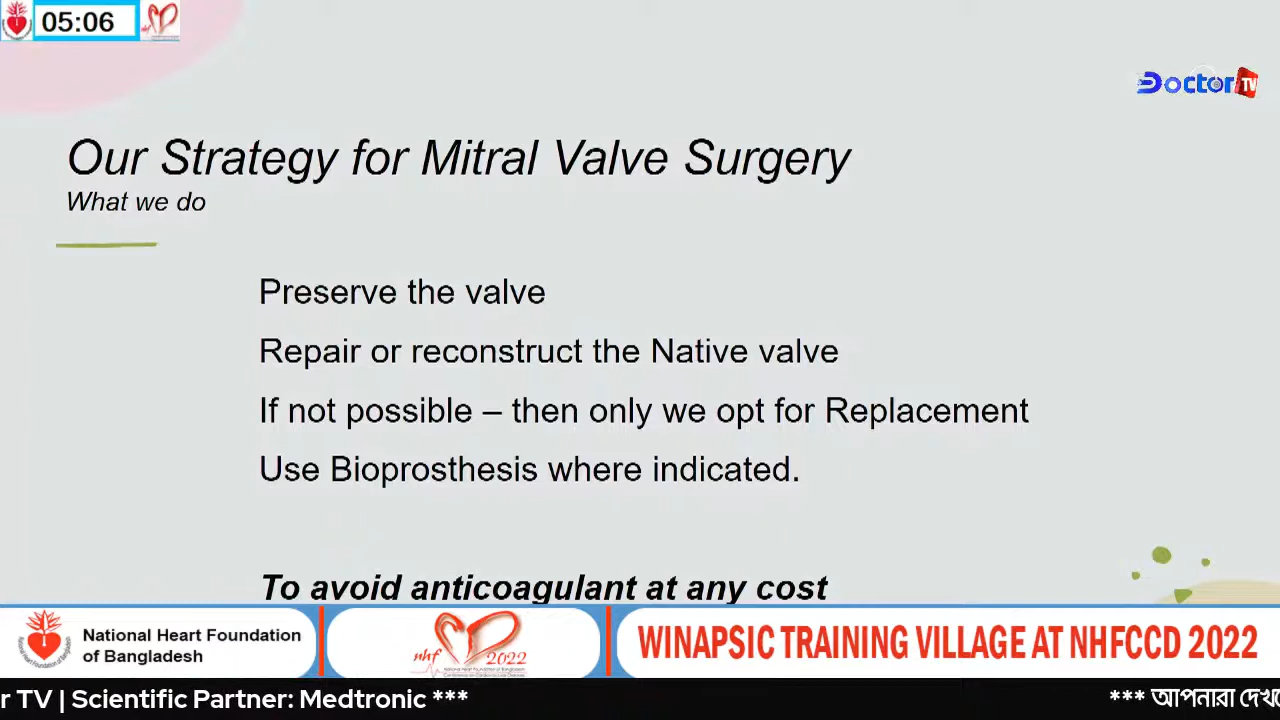 05:06
Doctor TV
Our Strategy for Mitral Valve Surgery
What we do
Preserve the valve
Repair or reconstruct the Native valve
If not possible – then only we opt for Replacement
Use Bioprosthesis where indicated.
To avoid anticoagulant at any cost
National Heart Foundation
of Bangladesh
nhf 2022
WINAPSIC TRAINING VILLAGE AT NHFCCD 2022
r TV | Scientific Partner: Medtronic *** *** আপনারা